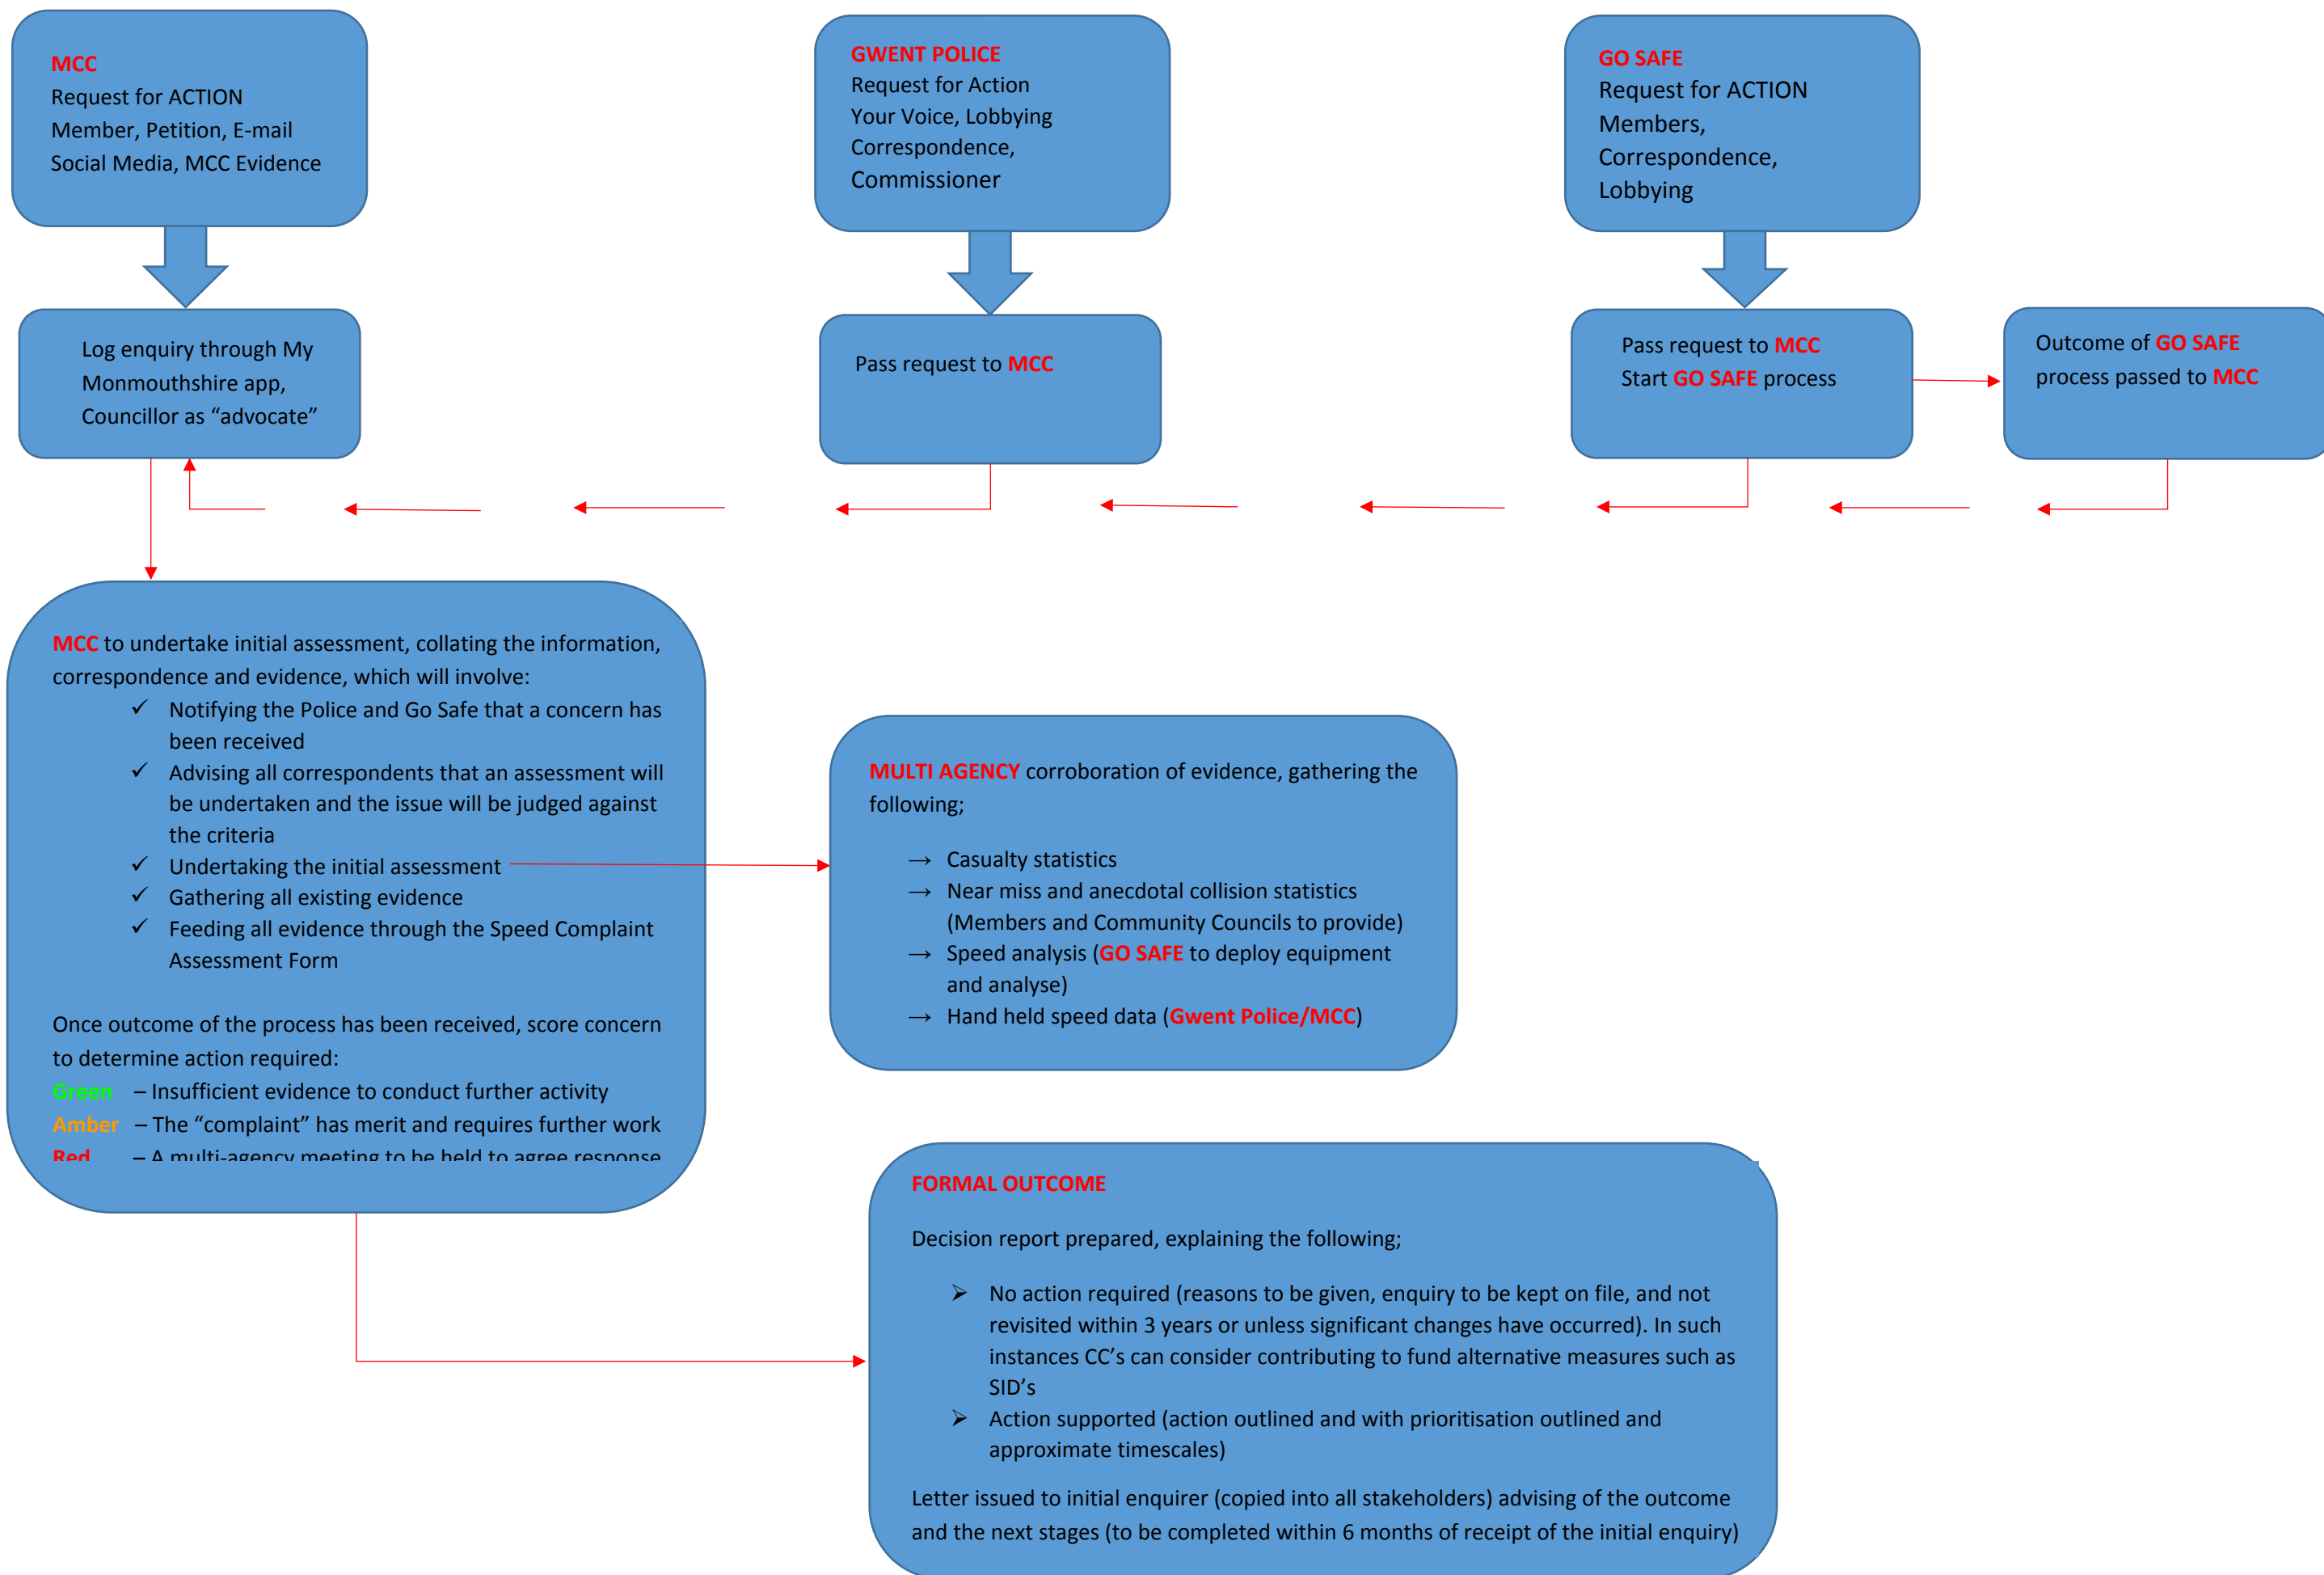 MCC
Request for ACTION
Member, Petition, E-mail
Social Media, MCC Evidence
GWENT POLICE
Request for Action
Your Voice, Lobbying
Correspondence,
Commissioner
GO SAFE
Request for ACTION
Members,
Correspondence,
Lobbying
Log enquiry through My
Monmouthshire app,
Councillor as “advocate”
Pass request to MCC
Pass request to MCC
Start GO SAFE process
Outcome of GO SAFE
process passed to MCC
MCC to undertake initial assessment, collating the information,
correspondence and evidence, which will involve:
✓ Notifying the Police and Go Safe that a concern has
been received
✓ Advising all correspondents that an assessment will
be undertaken and the issue will be judged against
the criteria
✓ Undertaking the initial assessment
✓ Gathering all existing evidence
✓ Feeding all evidence through the Speed Complaint
Assessment Form
Once outcome of the process has been received, score concern
to determine action required:
Green – Insufficient evidence to conduct further activity
Amber – The “complaint” has merit and requires further work
Red – A multi-agency meeting to be held to agree response
MULTI AGENCY corroboration of evidence, gathering the
following;
→ Casualty statistics
→ Near miss and anecdotal collision statistics
(Members and Community Councils to provide)
→ Speed analysis (GO SAFE to deploy equipment
and analyse)
→ Hand held speed data (Gwent Police/MCC)
FORMAL OUTCOME
Decision report prepared, explaining the following;
➢ No action required (reasons to be given, enquiry to be kept on file, and not
revisited within 3 years or unless significant changes have occurred). In such
instances CC’s can consider contributing to fund alternative measures such as
SID’s
➢ Action supported (action outlined and with prioritisation outlined and
approximate timescales)
Letter issued to initial enquirer (copied into all stakeholders) advising of the outcome
and the next stages (to be completed within 6 months of receipt of the initial enquiry)